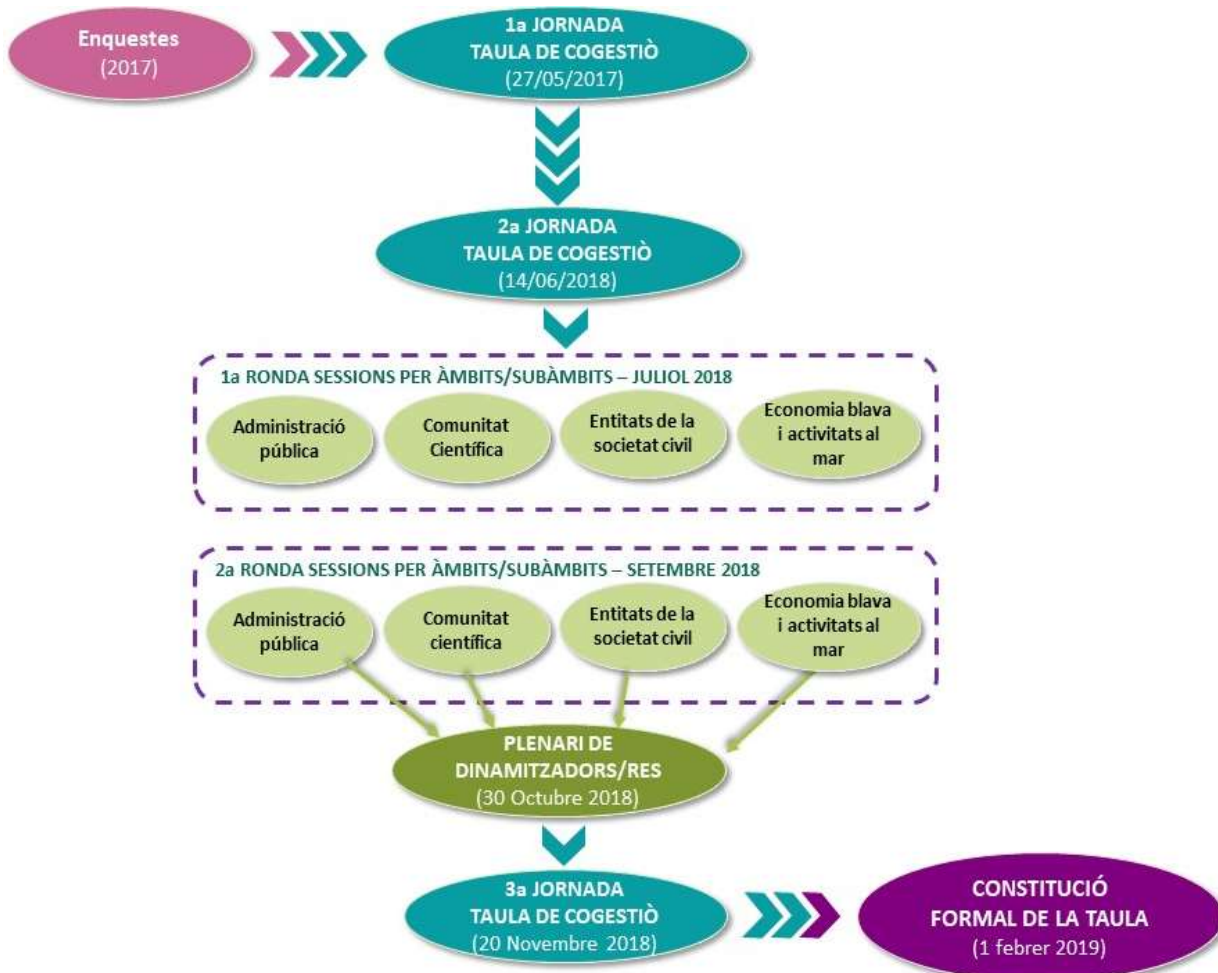 Enquestes
(2017)
1a JORNADA
TAULA DE COGESTIÒ
(27/05/2017)
2a JORNADA
TAULA DE COGESTIÒ
(14/06/2018)
1a RONDA SESSIONS PER ÀMBITS/SUBÀMBITS – JULIOL 2018
Administració
pública
Comunitat
Científica
Entitats de la
societat civil
Economia blava
i activitats al
mar
2a RONDA SESSIONS PER ÀMBITS/SUBÀMBITS – SETEMBRE 2018
Administració
pública
Comunitat
científica
Entitats de la
societat civil
Economia blava
i activitats al
mar
PLENARI DE
DINAMITZADORS/RES
(30 Octubre 2018)
3a JORNADA
TAULA DE COGESTIÒ
(20 Novembre 2018)
CONSTITUCIÓ
FORMAL DE LA TAULA
(1 febrer 2019)